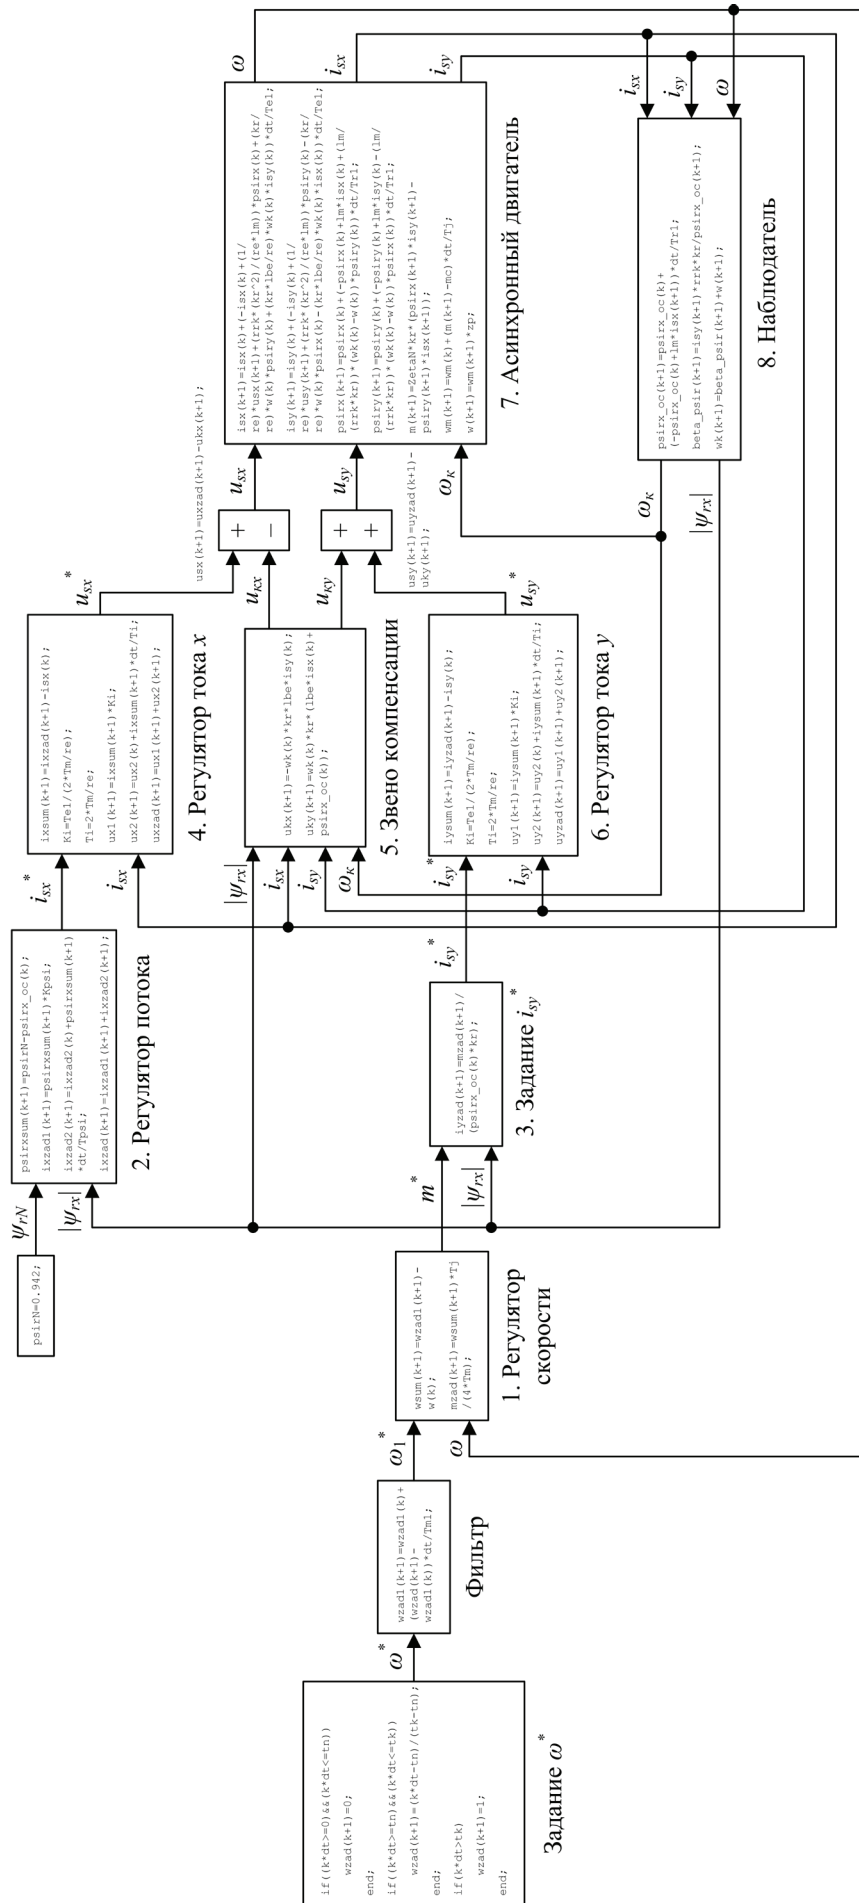 if((k*dt>=0)&&(k*dt<=tn))
wzad(k+1)=0;
end;
if((k*dt>=tn)&&(k*dt<=tk))
wzad(k+1)=(k*dt-tn)/(tk-tn);
end;
if(k*dt>tk)
wzad(k+1)=1;
end;
Задание ω*
ω*
wzad1(k+1)=wzad1(k)+
(wzad(k+1)-
wzad1(k))*dt/Tm1;
Фильтр
ω₁*
ω
wsum(k+1)=wzad1(k+1)-
w(k);
mzad(k+1)=wsum(k+1)*Tj
/(4*Tm);
1. Регулятор
скорости
psirN=0.942;
ψrN
|ψrx|
psirxsum(k+1)=psirN-psirx_oc(k);
ixzad1(k+1)=psirxsum(k+1)*Kpsi;
ixzad2(k+1)=ixzad2(k)+psirxsum(k+1)
*dt/Tpsi;
ixzad(k+1)=ixzad1(k+1)+ixzad2(k+1);
2. Регулятор потока
m*
|ψrx|
iyzad(k+1)=mzad(k+1)/
(psirx_oc(k)*kr);
3. Задание isy*
isy*
isx*
isx
ixsum(k+1)=ixzad(k+1)-isx(k);
Ki=Te1/(2*Tm/re);
Ti=2*Tm/re;
ux1(k+1)=ixsum(k+1)*Ki;
ux2(k+1)=ux2(k)+ixsum(k+1)*dt/Ti;
uxzad(k+1)=ux1(k+1)+ux2(k+1);
4. Регулятор тока x
|ψrx|
isx
isy
ωк
ukx(k+1)=-wk(k)*kr*lbe*isy(k);
uky(k+1)=wk(k)*kr*(lbe*isx(k)+
psirx_oc(k));
5. Звено компенсации
isy*
isy
iysum(k+1)=iyzad(k+1)-isy(k);
Ki=Te1/(2*Tm/re);
Ti=2*Tm/re;
uy1(k+1)=iysum(k+1)*Ki;
uy2(k+1)=uy2(k)+iysum(k+1)*dt/Ti;
uyzad(k+1)=uy1(k+1)+uy2(k+1);
6. Регулятор тока y
usx*
uкx
uкy
usy*
+
−
+
+
usx(k+1)=uxzad(k+1)-ukx(k+1);
usy(k+1)=uyzad(k+1)-
uky(k+1);
usx
usy
ωк
isx(k+1)=isx(k)+(-isx(k)+(1/
re)*usx(k+1)+(rrk*(kr^2)/(re*lm))*psirx(k)+(kr/
re)*w(k)*psiry(k)+(kr*lbe/re)*wk(k)*isy(k))*dt/Te1;
isy(k+1)=isy(k)+(-isy(k)+(1/
re)*usy(k+1)+(rrk*(kr^2)/(re*lm))*psiry(k)-(kr/
re)*w(k)*psirx(k)-(kr*lbe/re)*wk(k)*isx(k))*dt/Te1;
psirx(k+1)=psirx(k)+(-psirx(k)+lm*isx(k)+(lm/
(rrk*kr))*(wk(k)-w(k))*psiry(k))*dt/Tr1;
psiry(k+1)=psiry(k)+(-psiry(k)+lm*isy(k)-(lm/
(rrk*kr))*(wk(k)-w(k))*psirx(k))*dt/Tr1;
m(k+1)=ZetaN*kr*(psirx(k+1)*isy(k+1)-
psiry(k+1)*isx(k+1));
wm(k+1)=wm(k)+(m(k+1)-mc)*dt/Tj;
w(k+1)=wm(k+1)*zp;
7. Асинхронный двигатель
ω
isx
isy
isx
isy
ω
psirx_oc(k+1)=psirx_oc(k)+
(-psirx_oc(k)+lm*isx(k+1))*dt/Tr1;
beta_psir(k+1)=isy(k+1)*rrk*kr/psirx_oc(k+1);
wk(k+1)=beta_psir(k+1)+w(k+1);
8. Наблюдатель
ωк
|ψrx|